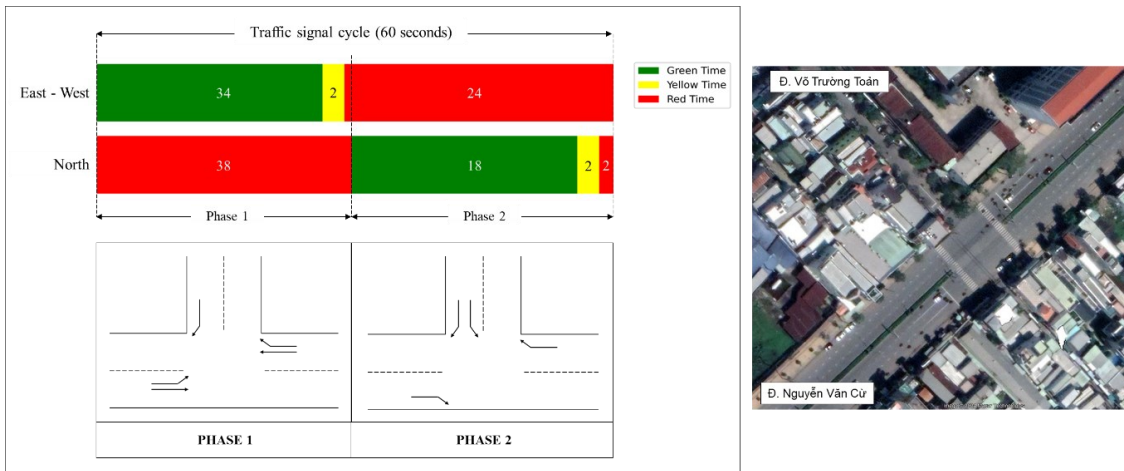 Traffic signal cycle (60 seconds)
East - West
34
2
24
Green Time
Yellow Time
Red Time
North
38
18
2
2
Phase 1
Phase 2
PHASE 1
PHASE 2
Đ. Võ Trường Toản
Đ. Nguyễn Văn Cừ